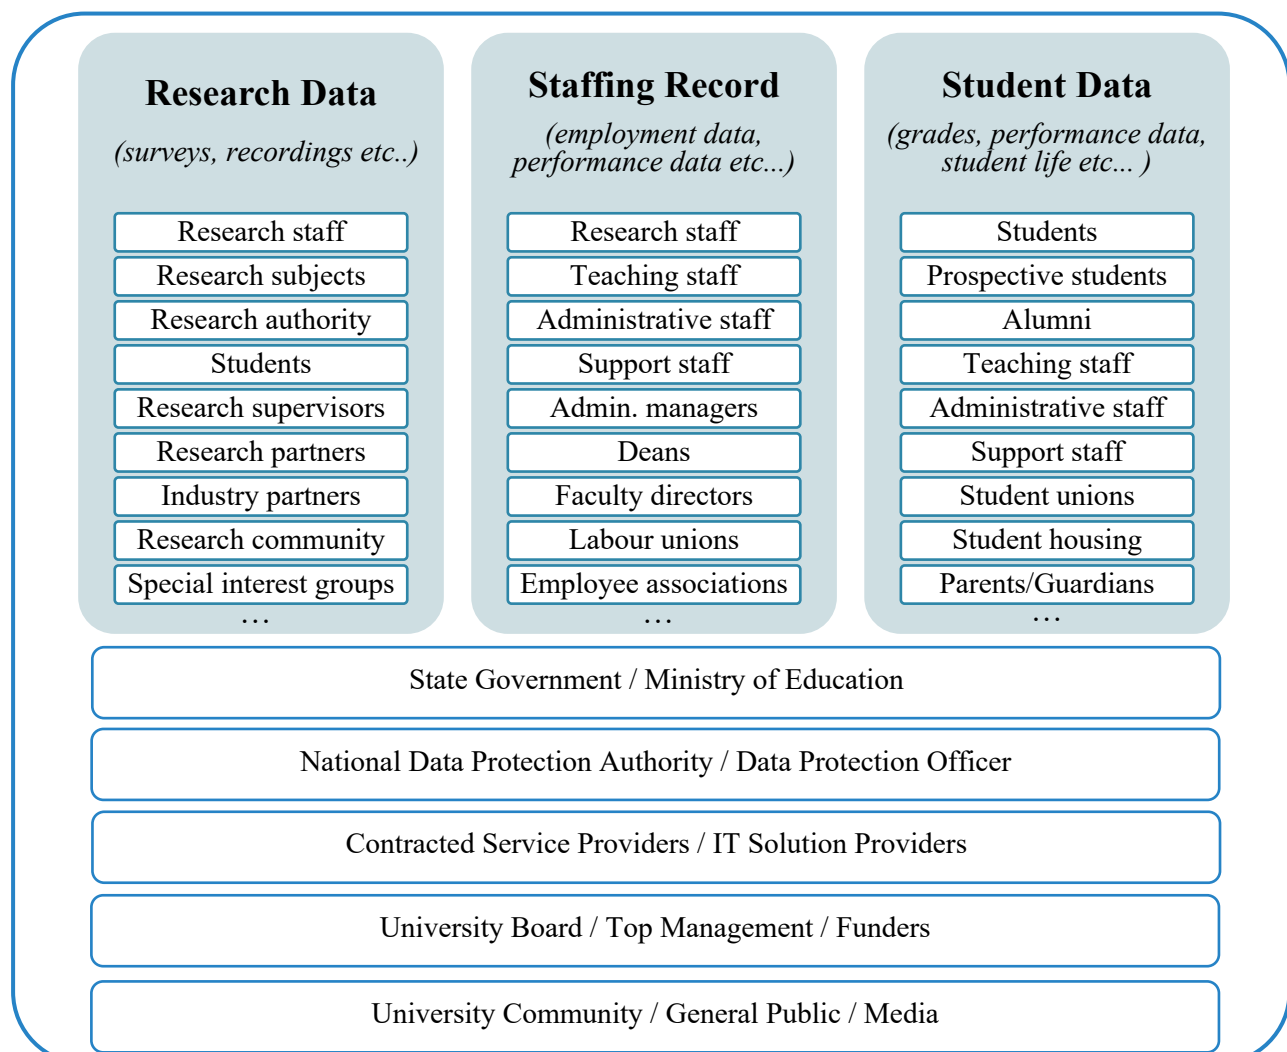 Research Data
(surveys, recordings etc..)
Research staff
Research subjects
Research authority
Students
Research supervisors
Research partners
Industry partners
Research community
Special interest groups
…
Staffing Record
(employment data,
performance data etc...)
Research staff
Teaching staff
Administrative staff
Support staff
Admin. managers
Deans
Faculty directors
Labour unions
Employee associations
…
Student Data
(grades, performance data,
student life etc... )
Students
Prospective students
Alumni
Teaching staff
Administrative staff
Support staff
Student unions
Student housing
Parents/Guardians
…
State Government / Ministry of Education
National Data Protection Authority / Data Protection Officer
Contracted Service Providers / IT Solution Providers
University Board / Top Management / Funders
University Community / General Public / Media